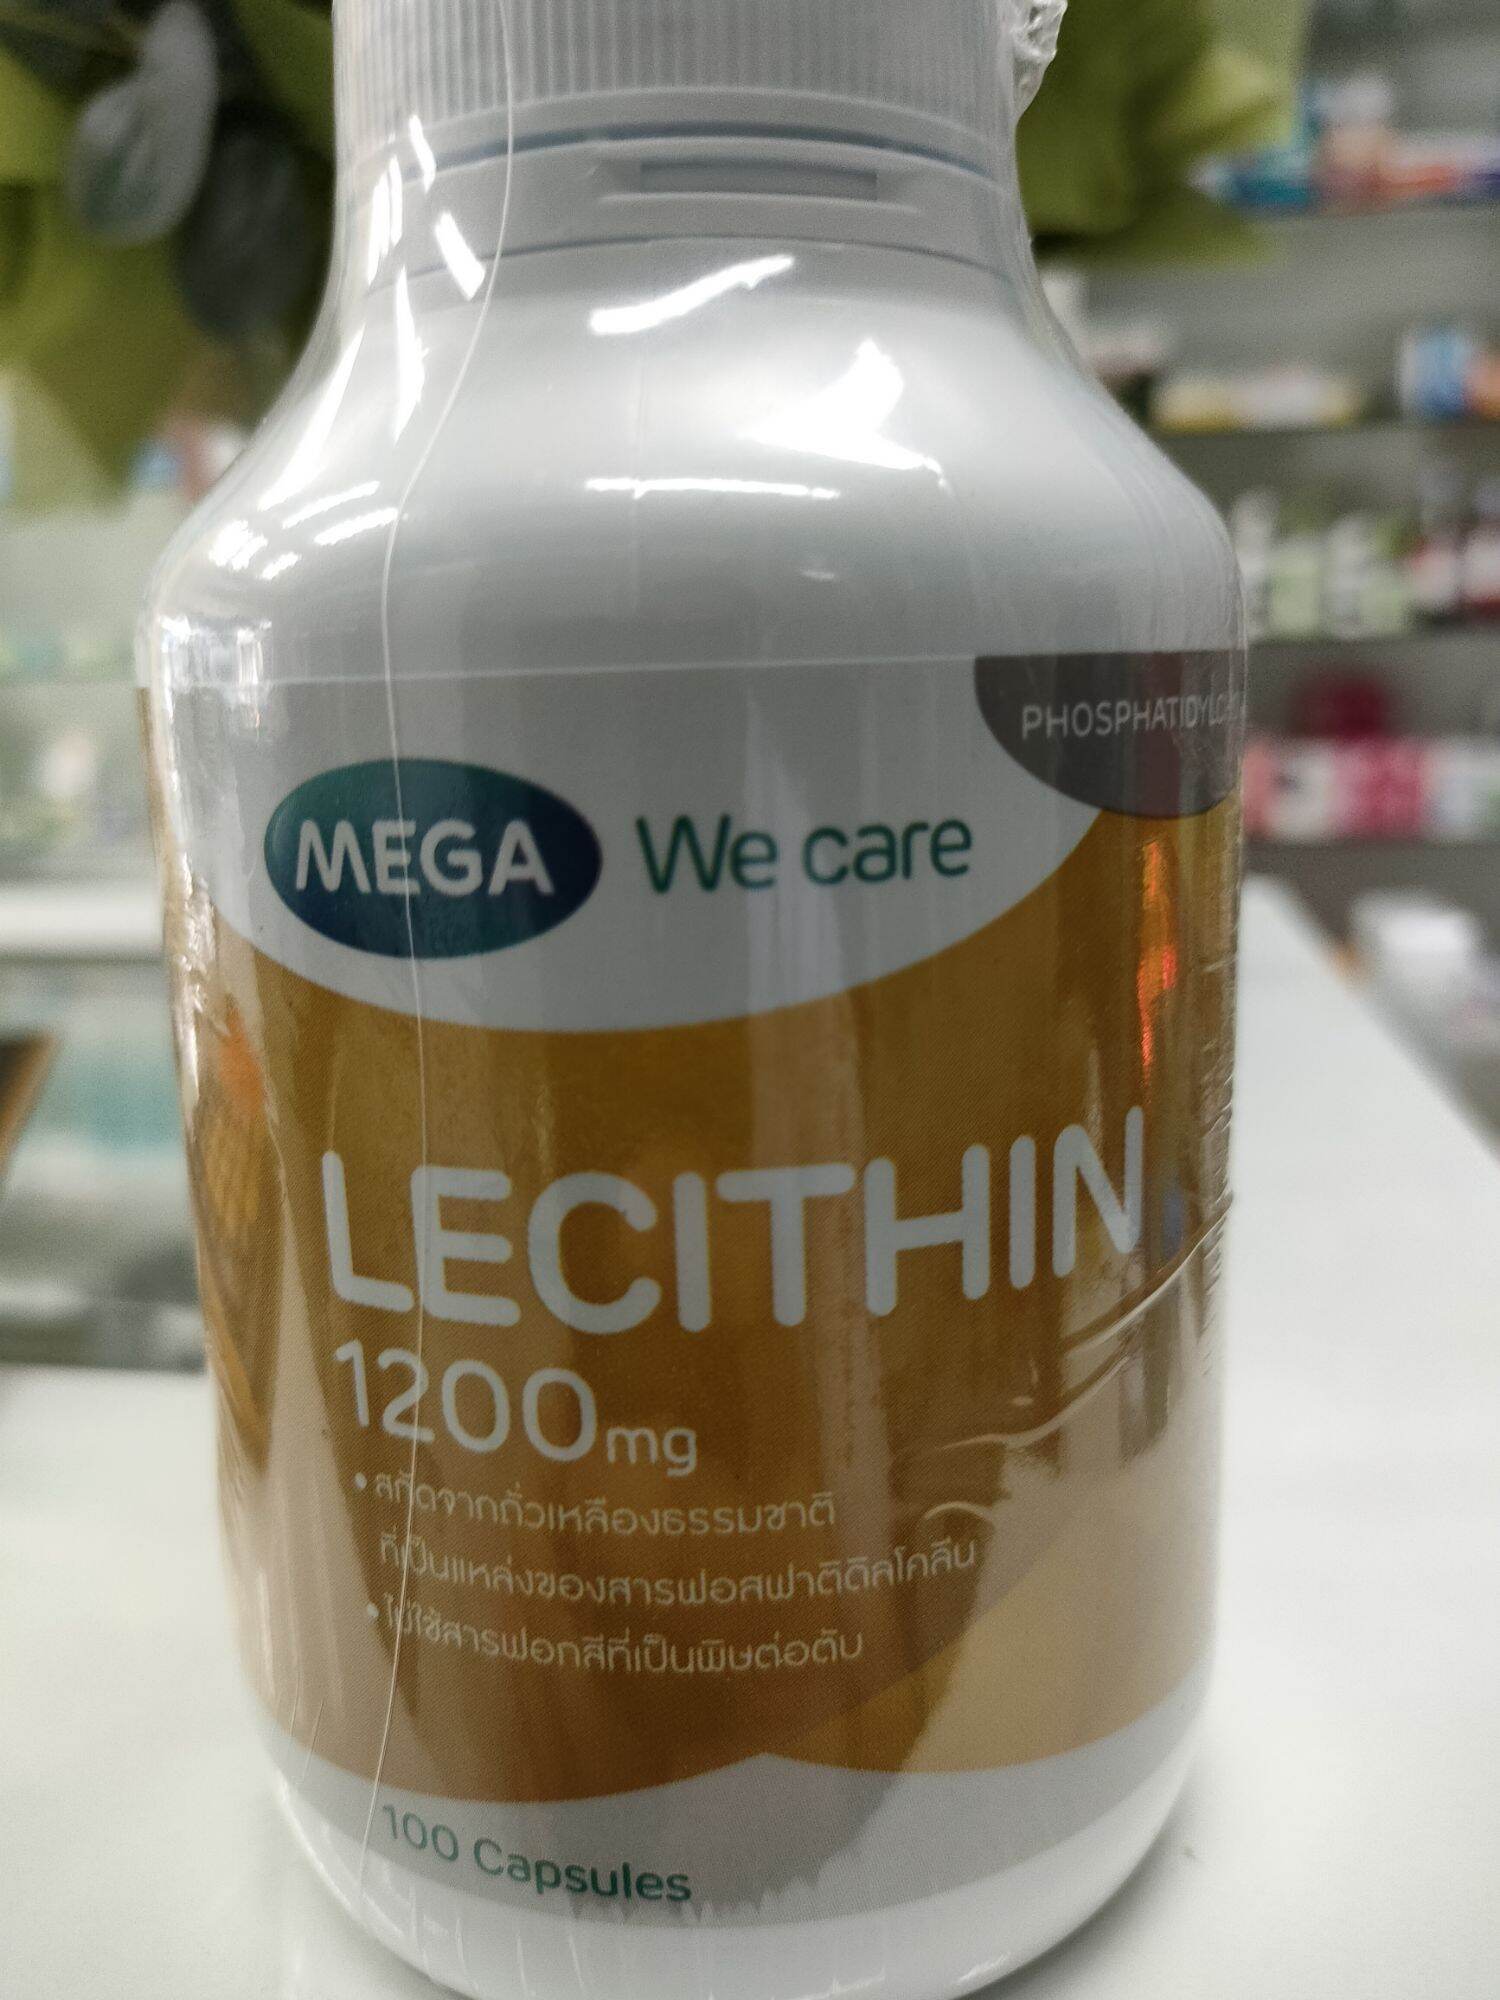 MEGA We care
LECITHIN
1200mg
• สกัดจากถั่วเหลืองธรรมชาติ
ที่เป็นแหล่งของสารฟอสฟาติดิลโคลีน
• ไม่ใช้สารฟอกสีที่เป็นพิษต่อตับ
100 Capsules